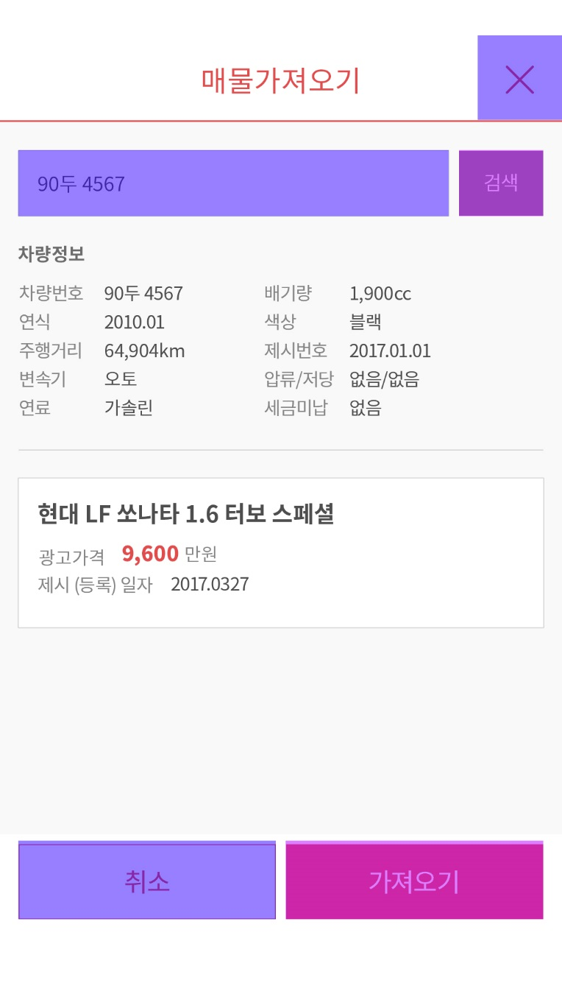 매물가져오기
90두 4567 검색
차량정보
차량번호 90두 4567 배기량 1,900cc
연식 2010.01 색상 블랙
주행거리 64,904km 제시번호 2017.01.01
변속기 오토 압류/저당 없음/없음
연료 가솔린 세금미납 없음
현대 LF 쏘나타 1.6 터보 스페셜
광고가격 9,600 만원
제시 (등록) 일자 2017.0327
취소 가져오기